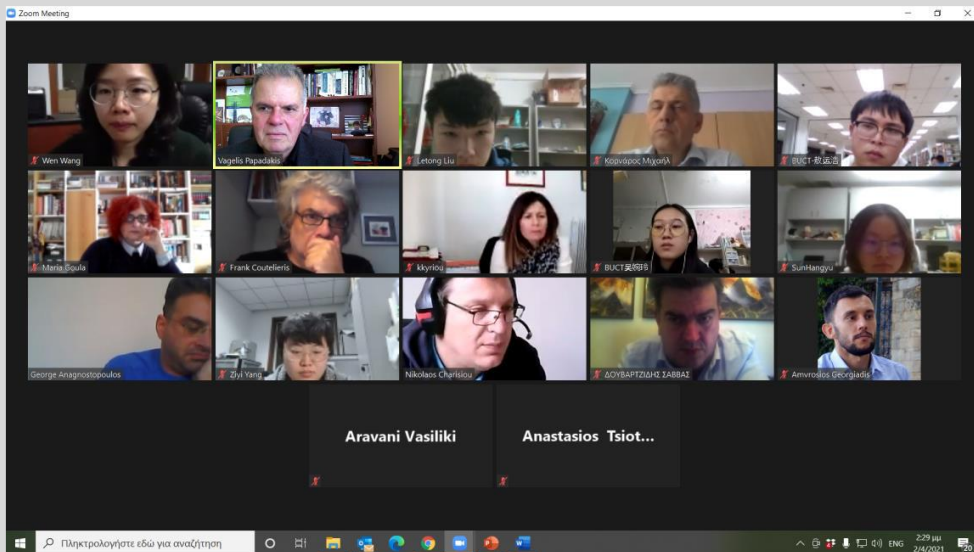 Zoom Meeting
Wen Wang
Vagelis Papadakis
Letong Liu
Κορνάρος Μιχαήλ
BUCT-敖运浩
Maria Goula
Frank Coutelieris
kkyriou
BUCT吴婉玲
SunHangyu
George Anagnostopoulos
Ziyi Yang
Nikolaos Charisiou
ΔΟΥΒΑΡΤΖΙΔΗΣ ΣΑΒΒΑΣ
Amvrosios Georgiadis
Aravani Vasiliki
Anastasios Tsiot...
Πληκτρολογήστε εδώ για αναζήτηση
ENG
2:29 μμ
2/4/2021
20